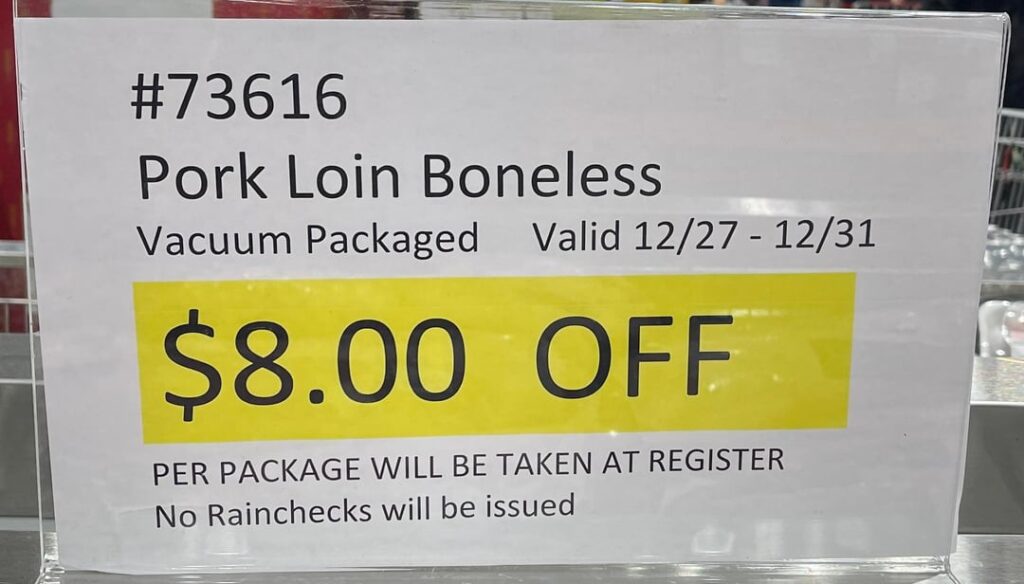 #73616
Pork Loin Boneless
Vacuum Packaged Valid 12/27 - 12/31
$8.00 OFF
PER PACKAGE WILL BE TAKEN AT REGISTER
No Rainchecks will be issued